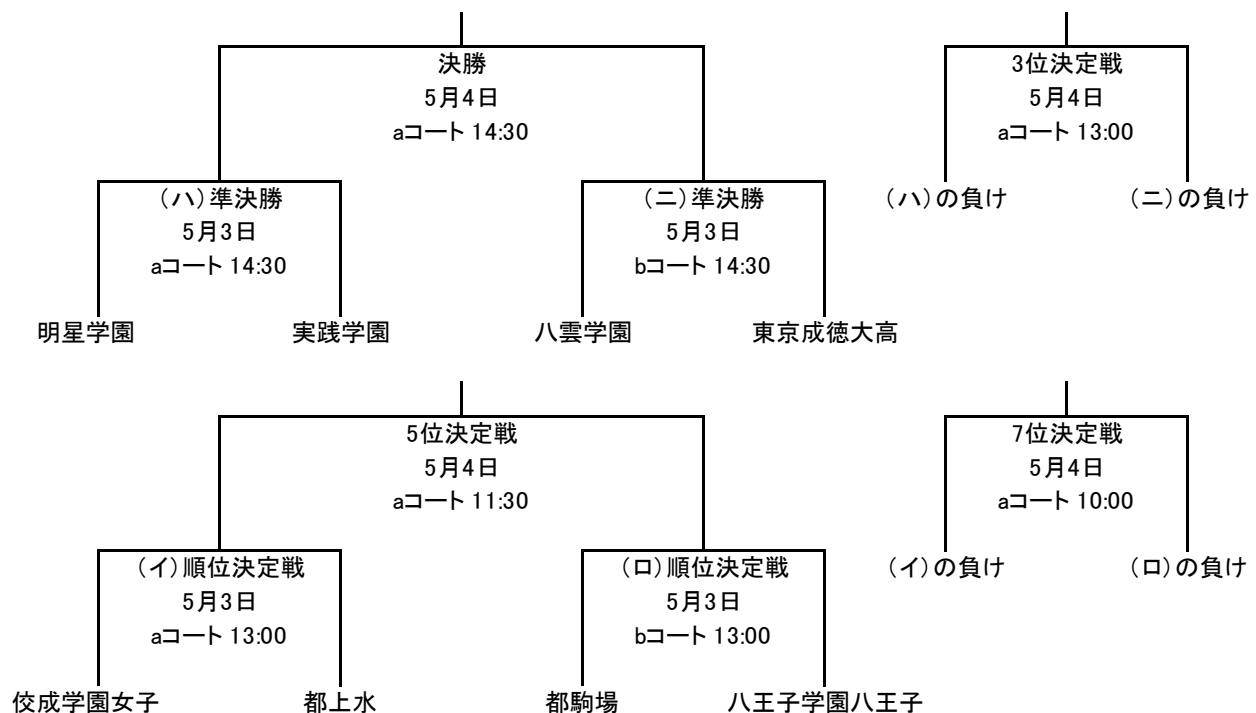 決勝
5月4日
aコート 14:30
3位決定戦
5月4日
aコート 13:00
(ハ)準決勝
5月3日
aコート 14:30
(ニ)準決勝
5月3日
bコート 14:30
(ハ)の負け
(ニ)の負け
明星学園
実践学園
八雲学園
東京成徳大高
5位決定戦
5月4日
aコート 11:30
7位決定戦
5月4日
aコート 10:00
(イ)順位決定戦
5月3日
aコート 13:00
(ロ)順位決定戦
5月3日
bコート 13:00
(イ)の負け
(ロ)の負け
佼成学園女子
都上水
都駒場
八王子学園八王子